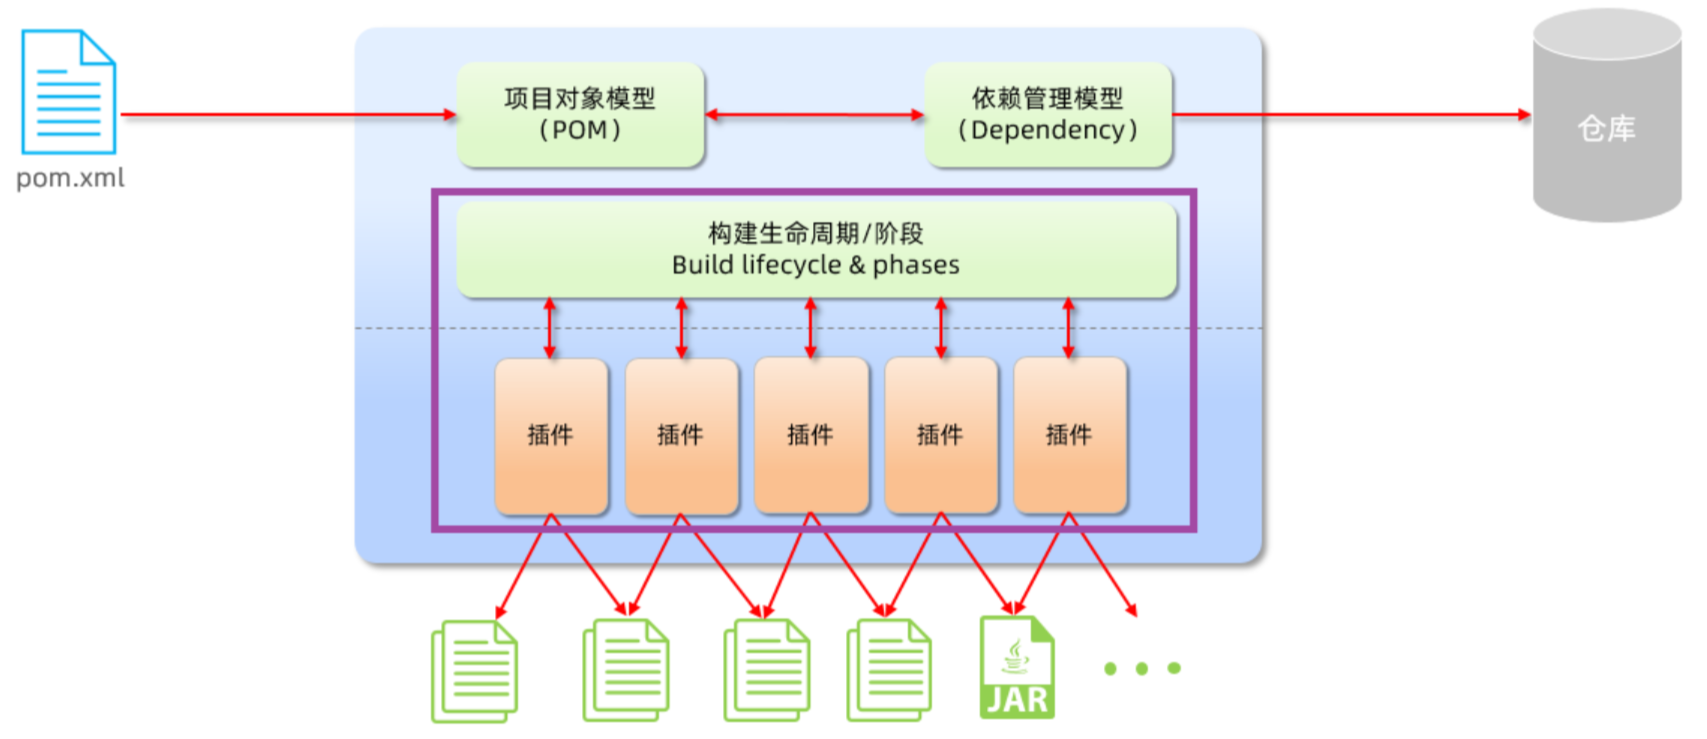 项目对象模型
（POM）
依赖管理模型
（Dependency）
仓库
pom.xml
构建生命周期/阶段
Build lifecycle & phases
插件
插件
插件
插件
插件
JAR